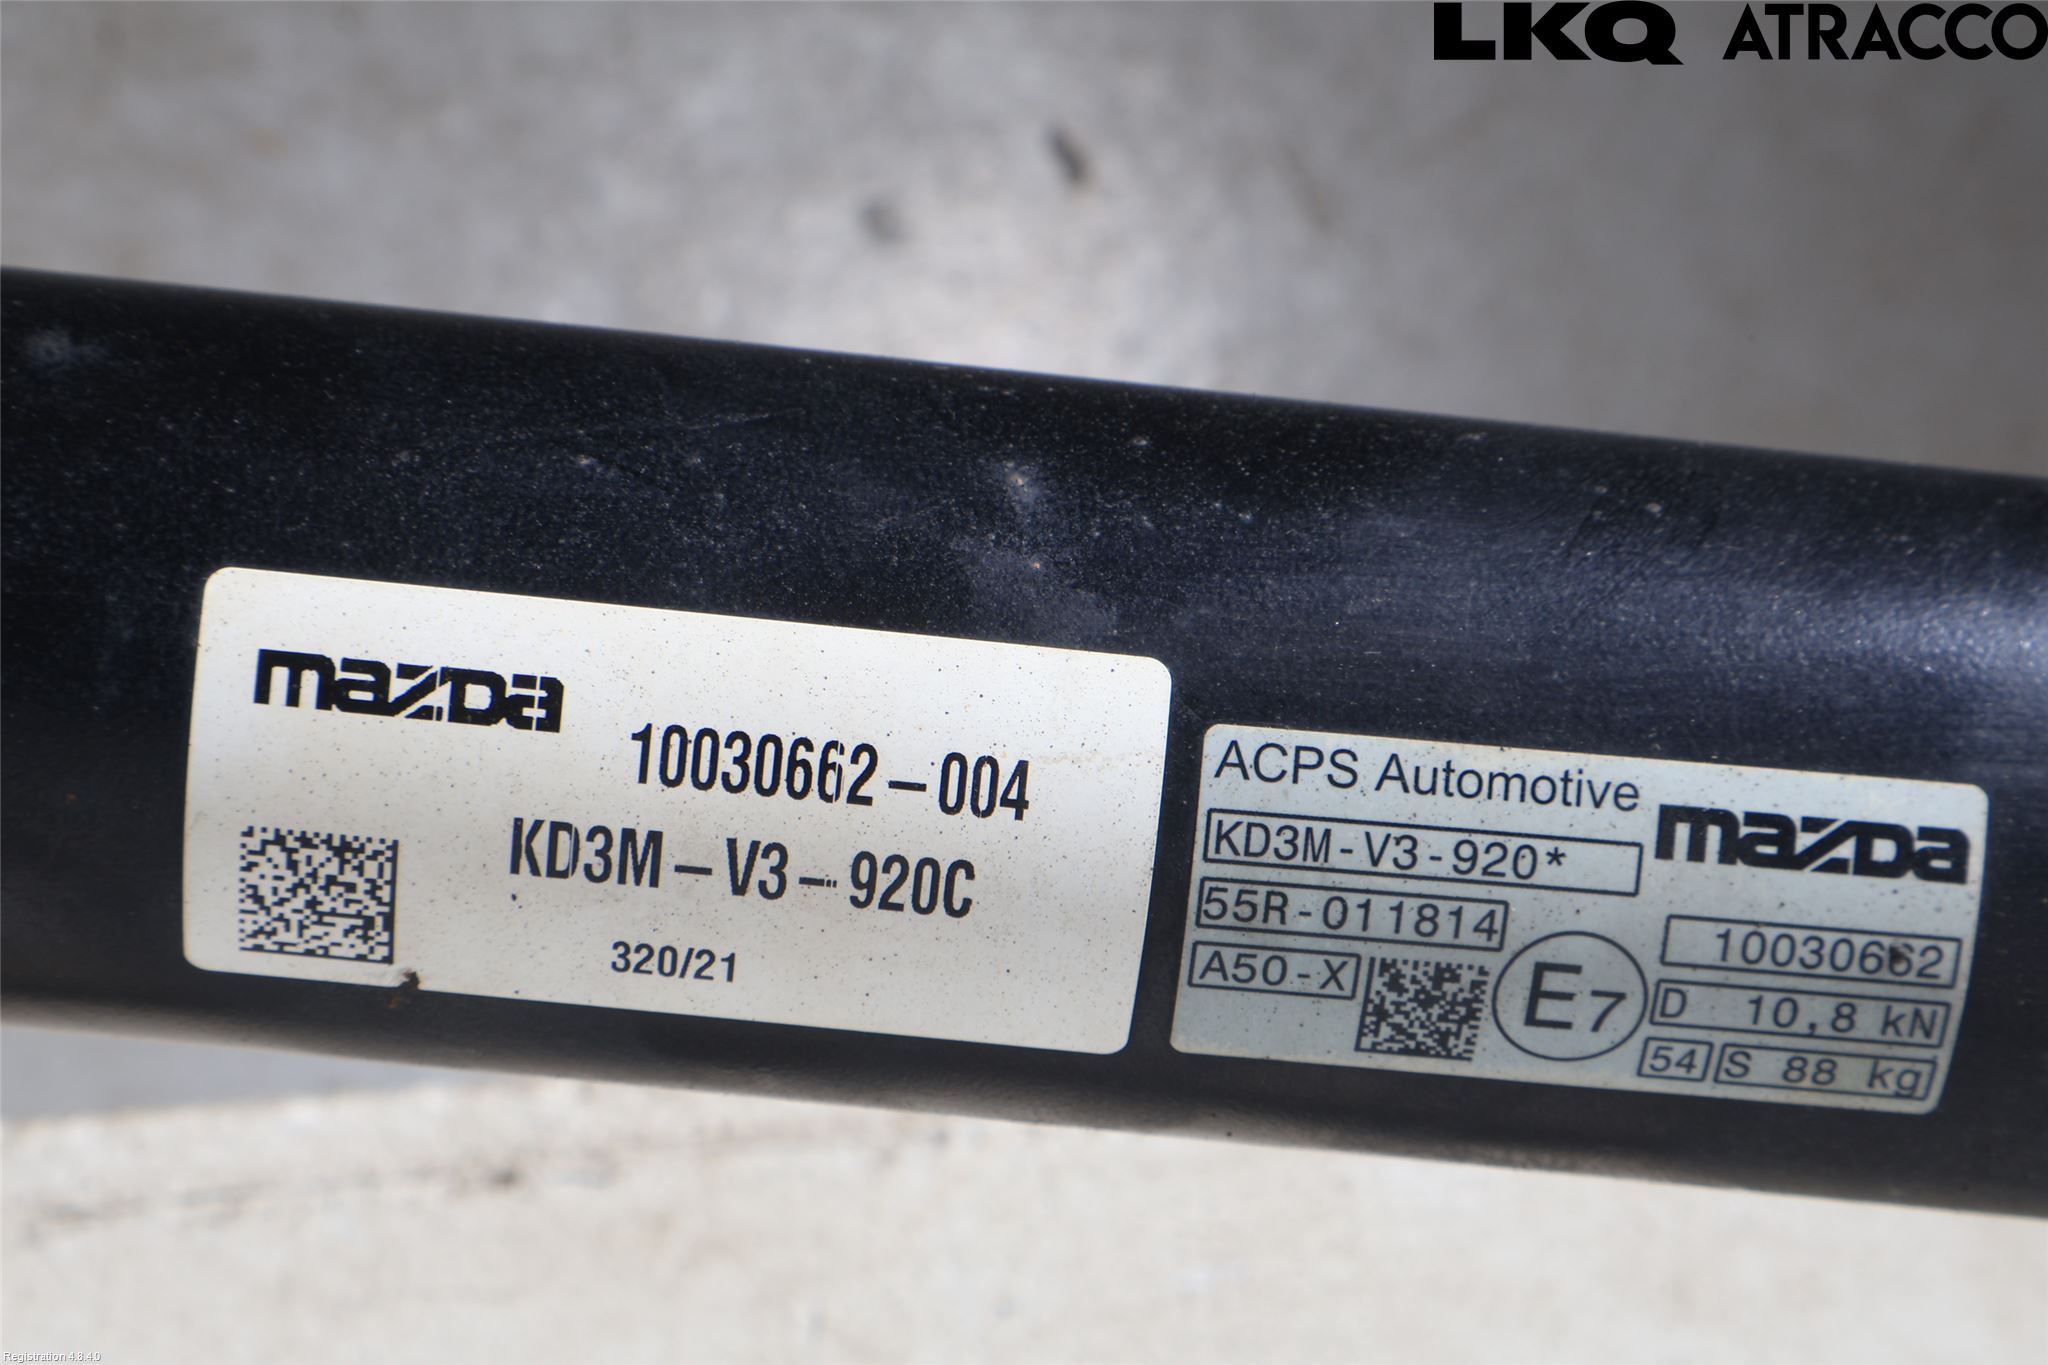 LKQ ATRACCO
mazda
10030662-004
KD3M-V3-920C
320/21
ACPS Automotive
mazda
KD3M-V3-920*
55R-011814
10030662
A50-X
E7
D 10,8 kN
54
S 88 kg
Registration 4.8.4.0